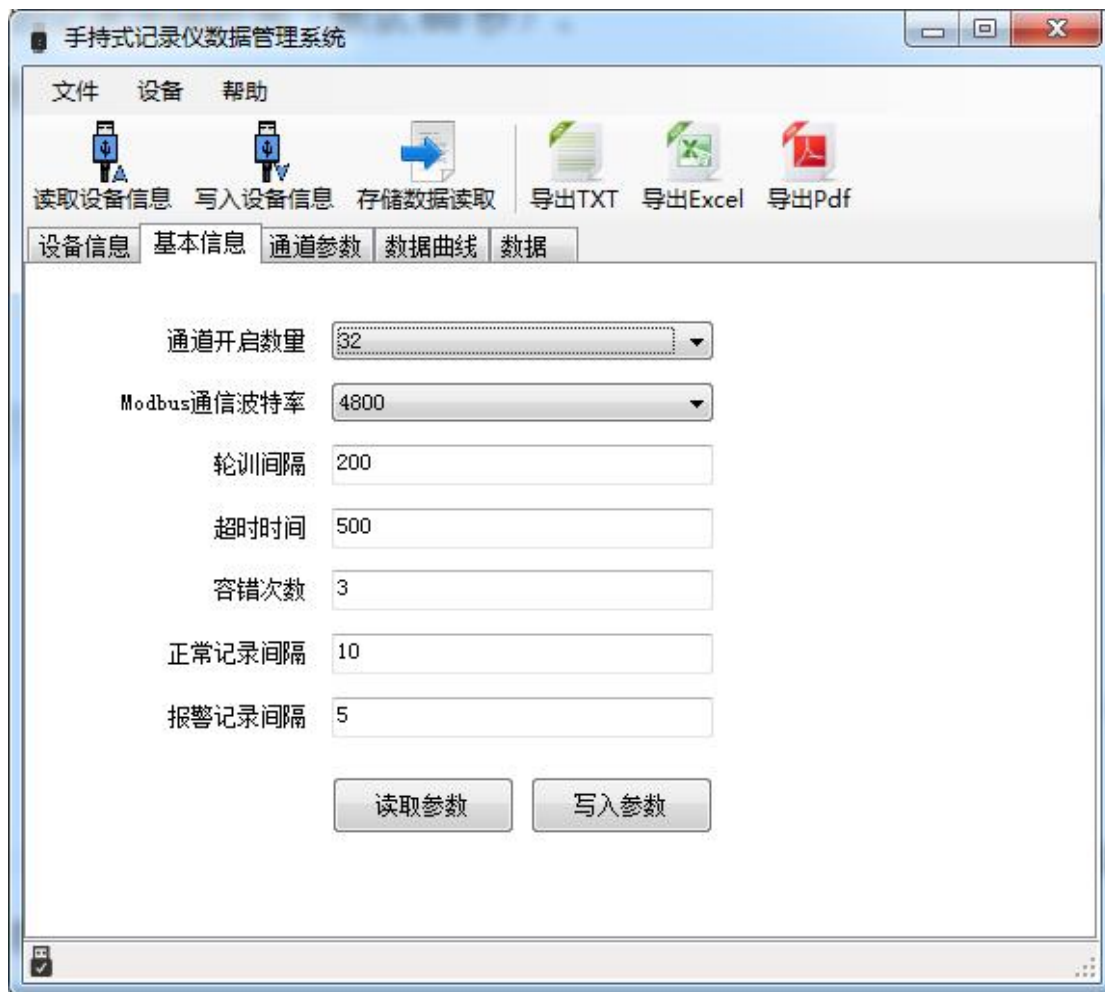 手持式记录仪数据管理系统
文件 设备 帮助
读取设备信息 写入设备信息 存储数据读取 导出TXT 导出Excel 导出Pdf
设备信息 基本信息 通道参数 数据曲线 数据
通道开启数量 32
Modbus通信波特率 4800
轮训间隔 200
超时时间 500
容错次数 3
正常记录间隔 10
报警记录间隔 5
读取参数 写入参数